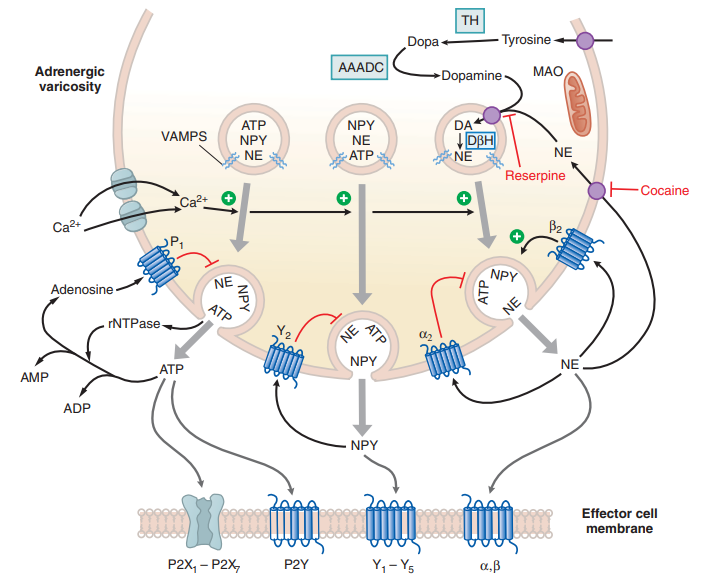 TH
Dopa
Tyrosine
AAADC
Dopamine
MAO
Adrenergic
varicosity
VAMPS
ATP
NPY
NE
NPY
NE
ATP
DA
DβH
NE
NE
Reserpine
Cocaine
Ca2+
Ca2+
P1
β2
Adenosine
NE
NPY
ATP
NPY
ATP
NE
rNTPase
Y2
NE
ATP
NPY
α2
AMP
ATP
NE
ADP
NPY
Effector cell
membrane
P2X1 – P2X7
P2Y
Y1 – Y5
α,β